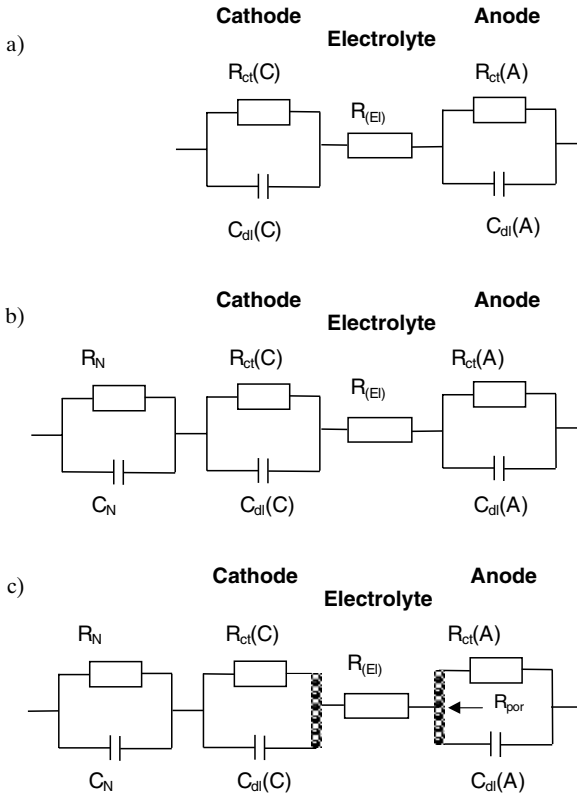 Cathode Anode
Electrolyte
a)
Rct(C) Rct(A)
R(El)
Cdl(C) Cdl(A)
Cathode Anode
Electrolyte
b)
RN Rct(C) Rct(A)
R(El)
CN Cdl(C) Cdl(A)
Cathode Anode
Electrolyte
c)
RN Rct(C) Rct(A)
R(El)
Rpor
CN Cdl(C) Cdl(A)